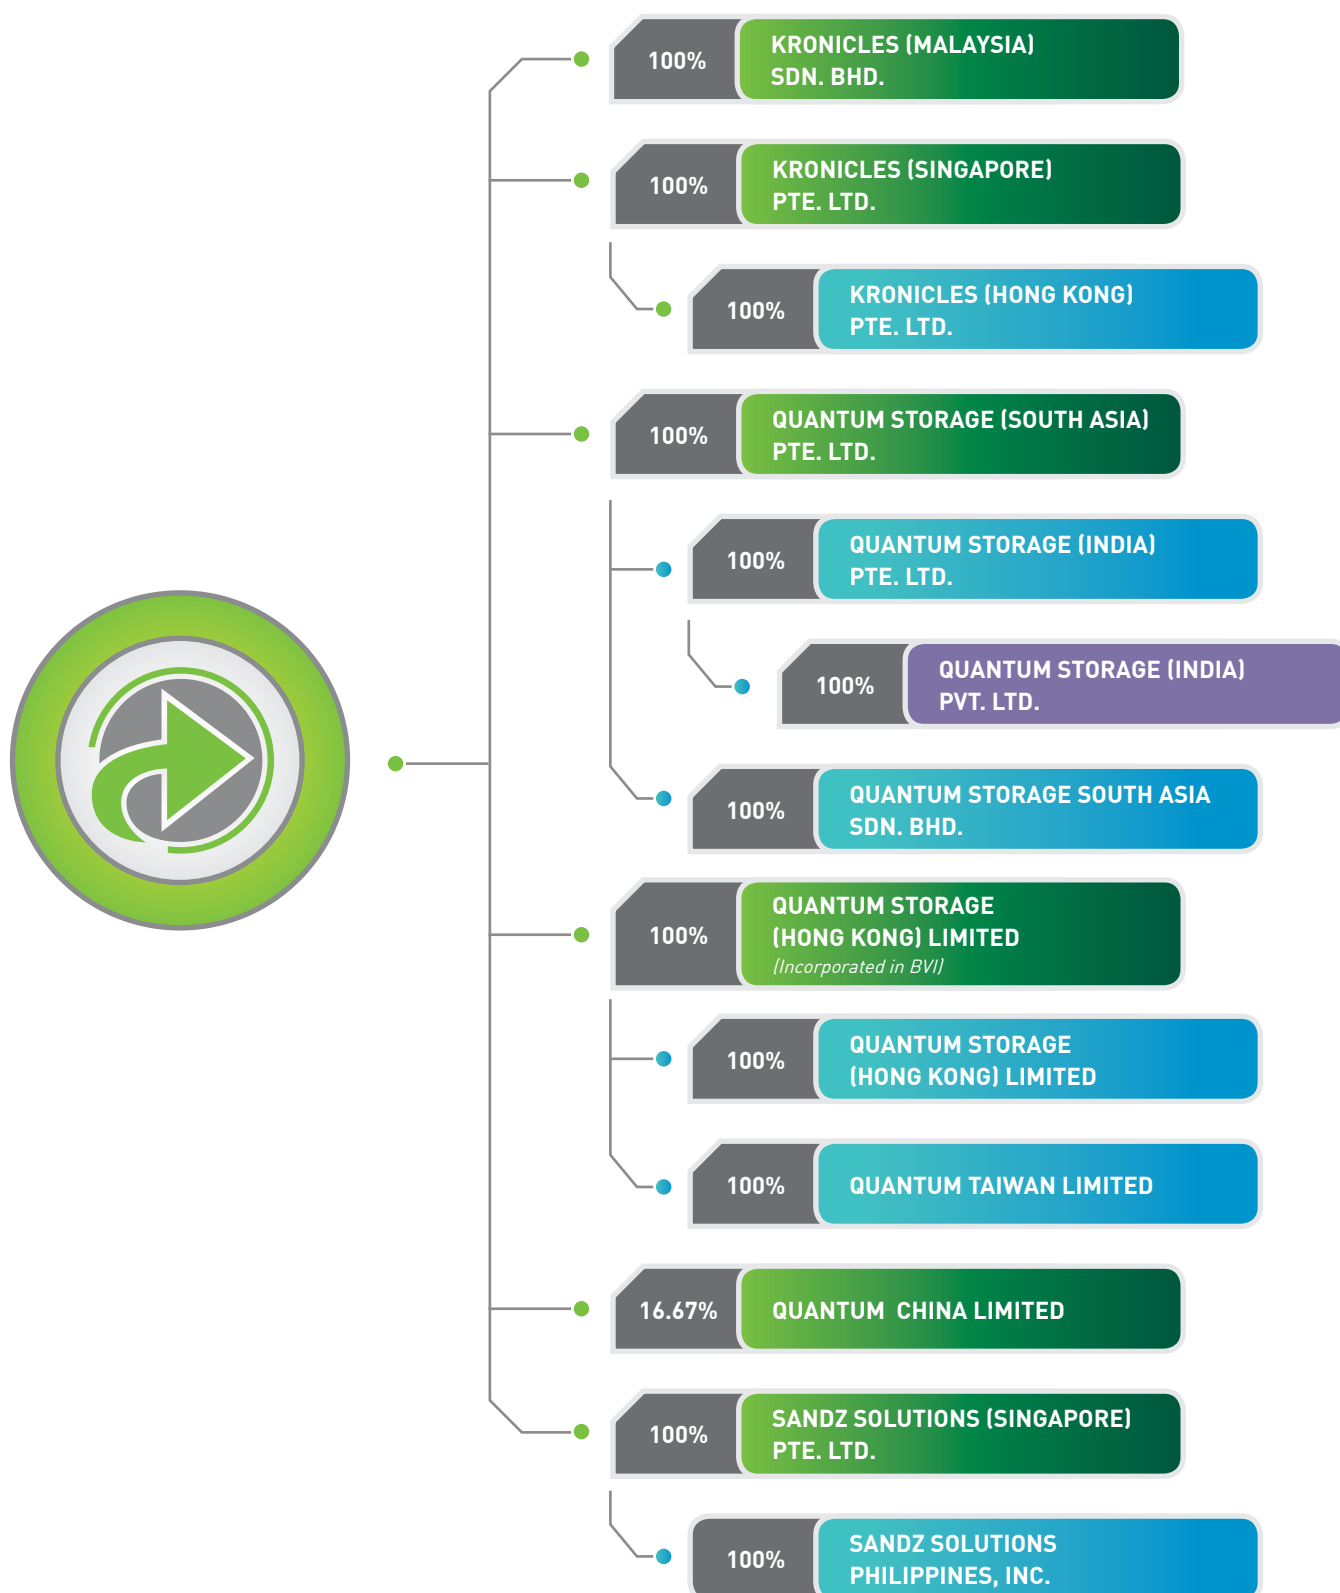 100%
KRONICLES (MALAYSIA)
SDN. BHD.
100%
KRONICLES (SINGAPORE)
PTE. LTD.
100%
KRONICLES (HONG KONG)
PTE. LTD.
100%
QUANTUM STORAGE (SOUTH ASIA)
PTE. LTD.
100%
QUANTUM STORAGE (INDIA)
PTE. LTD.
100%
QUANTUM STORAGE (INDIA)
PVT. LTD.
100%
QUANTUM STORAGE SOUTH ASIA
SDN. BHD.
100%
QUANTUM STORAGE
(HONG KONG) LIMITED
(Incorporated in BVI)
100%
QUANTUM STORAGE
(HONG KONG) LIMITED
100%
QUANTUM TAIWAN LIMITED
16.67%
QUANTUM CHINA LIMITED
100%
SANDZ SOLUTIONS (SINGAPORE)
PTE. LTD.
100%
SANDZ SOLUTIONS
PHILIPPINES, INC.